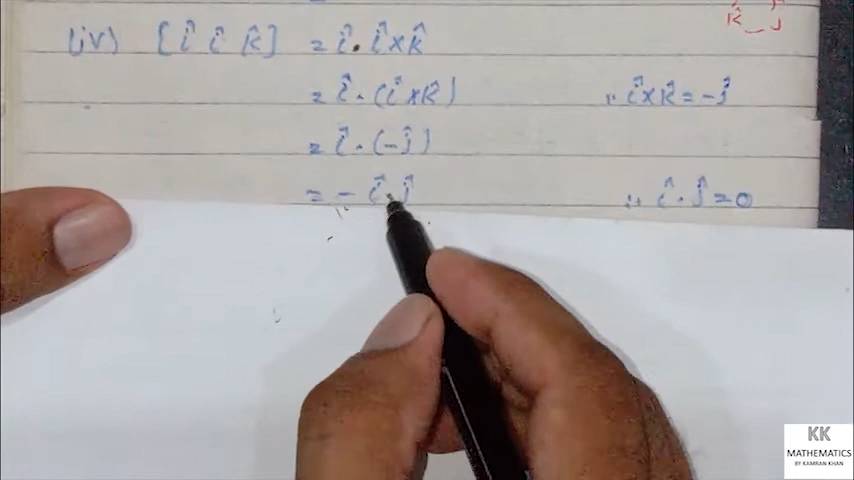 (iv) [î î k̂] = î · î × k̂
= î · (î × k̂) ∵ î × k̂ = -ĵ
= î · (-ĵ)
= - î · ĵ ∵ î · ĵ = 0
k̂ ĵ
KK
MATHEMATICS
BY KAMRAN KHAN